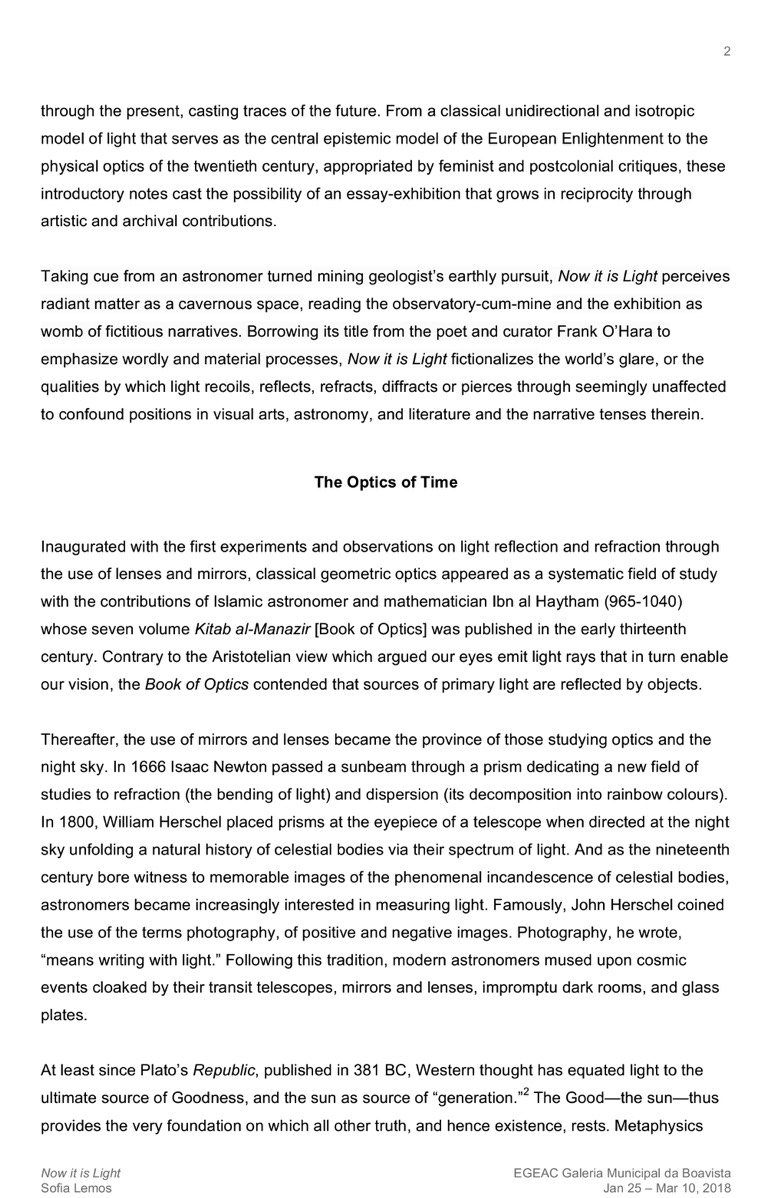 2
through the present, casting traces of the future. From a classical unidirectional and isotropic
model of light that serves as the central epistemic model of the European Enlightenment to the
physical optics of the twentieth century, appropriated by feminist and postcolonial critiques, these
introductory notes cast the possibility of an essay-exhibition that grows in reciprocity through
artistic and archival contributions.
Taking cue from an astronomer turned mining geologist’s earthly pursuit, Now it is Light perceives
radiant matter as a cavernous space, reading the observatory-cum-mine and the exhibition as
womb of fictitious narratives. Borrowing its title from the poet and curator Frank O’Hara to
emphasize wordly and material processes, Now it is Light fictionalizes the world’s glare, or the
qualities by which light recoils, reflects, refracts, diffracts or pierces through seemingly unaffected
to confound positions in visual arts, astronomy, and literature and the narrative tenses therein.
The Optics of Time
Inaugurated with the first experiments and observations on light reflection and refraction through
the use of lenses and mirrors, classical geometric optics appeared as a systematic field of study
with the contributions of Islamic astronomer and mathematician Ibn al Haytham (965-1040)
whose seven volume Kitab al-Manazir [Book of Optics] was published in the early thirteenth
century. Contrary to the Aristotelian view which argued our eyes emit light rays that in turn enable
our vision, the Book of Optics contended that sources of primary light are reflected by objects.
Thereafter, the use of mirrors and lenses became the province of those studying optics and the
night sky. In 1666 Isaac Newton passed a sunbeam through a prism dedicating a new field of
studies to refraction (the bending of light) and dispersion (its decomposition into rainbow colours).
In 1800, William Herschel placed prisms at the eyepiece of a telescope when directed at the night
sky unfolding a natural history of celestial bodies via their spectrum of light. And as the nineteenth
century bore witness to memorable images of the phenomenal incandescence of celestial bodies,
astronomers became increasingly interested in measuring light. Famously, John Herschel coined
the use of the terms photography, of positive and negative images. Photography, he wrote,
“means writing with light.” Following this tradition, modern astronomers mused upon cosmic
events cloaked by their transit telescopes, mirrors and lenses, impromptu dark rooms, and glass
plates.
At least since Plato’s Republic, published in 381 BC, Western thought has equated light to the
ultimate source of Goodness, and the sun as source of “generation.”2 The Good—the sun—thus
provides the very foundation on which all other truth, and hence existence, rests. Metaphysics
Now it is Light
Sofia Lemos
EGEAC Galeria Municipal da Boavista
Jan 25 – Mar 10, 2018